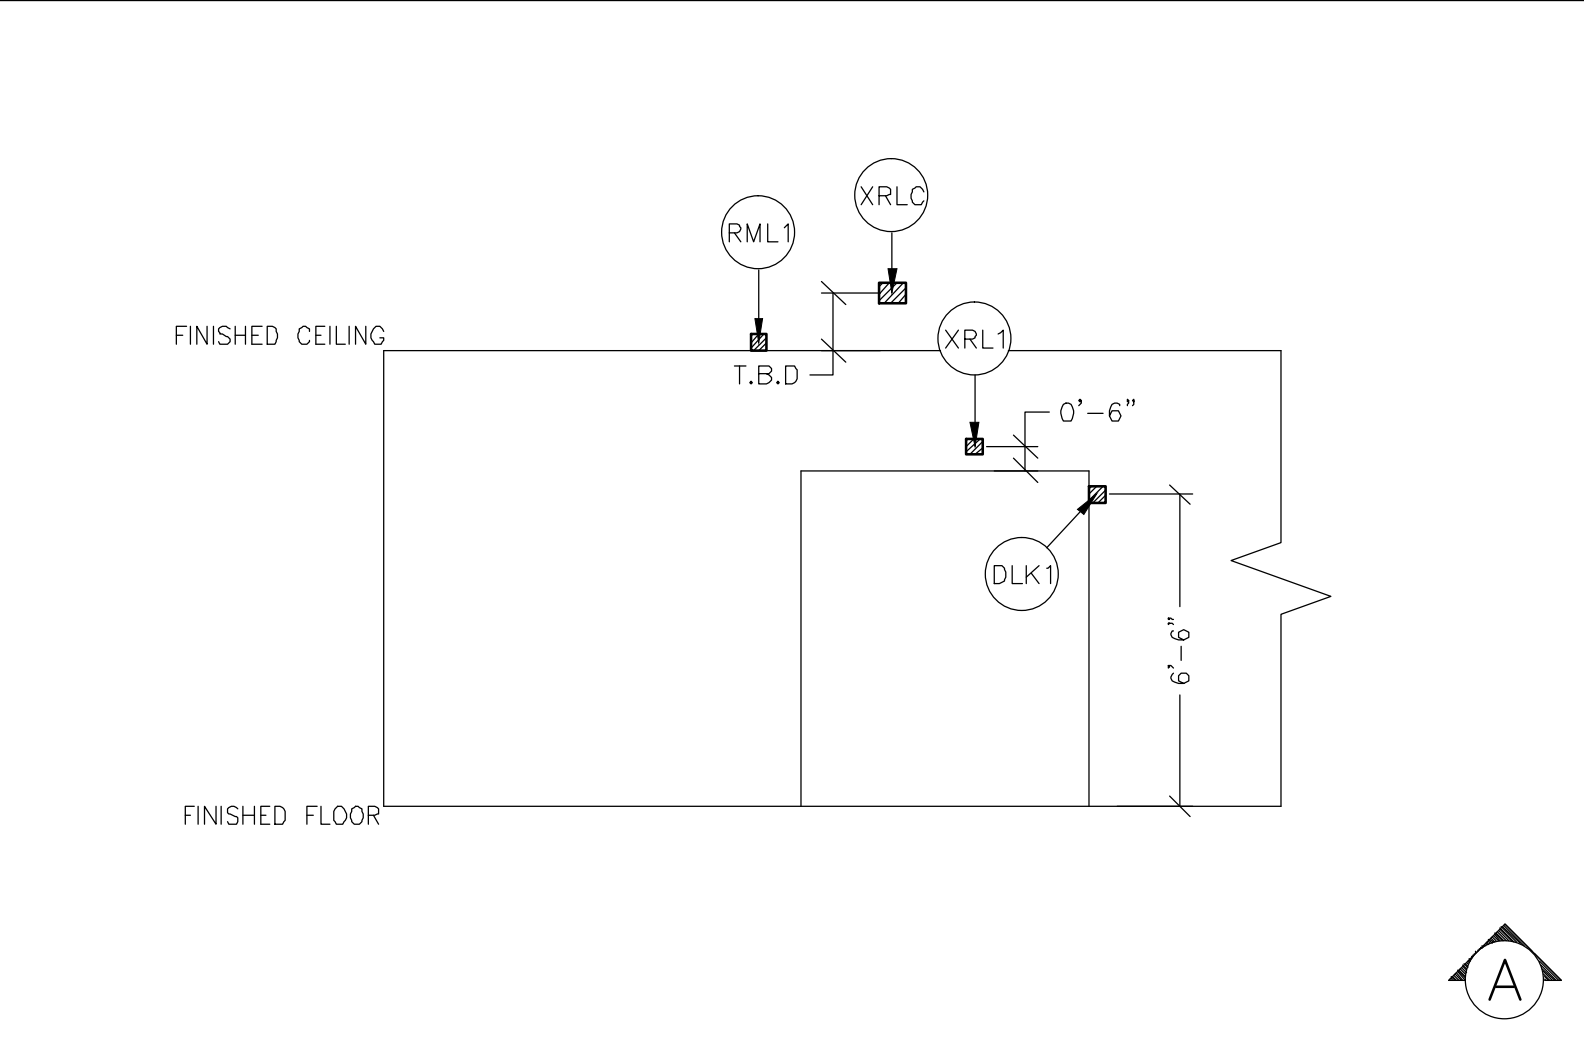 XRLC
RML1
FINISHED CEILING
XRL1
T.B.D
0'-6"
DLK1
6'-6"
FINISHED FLOOR
A